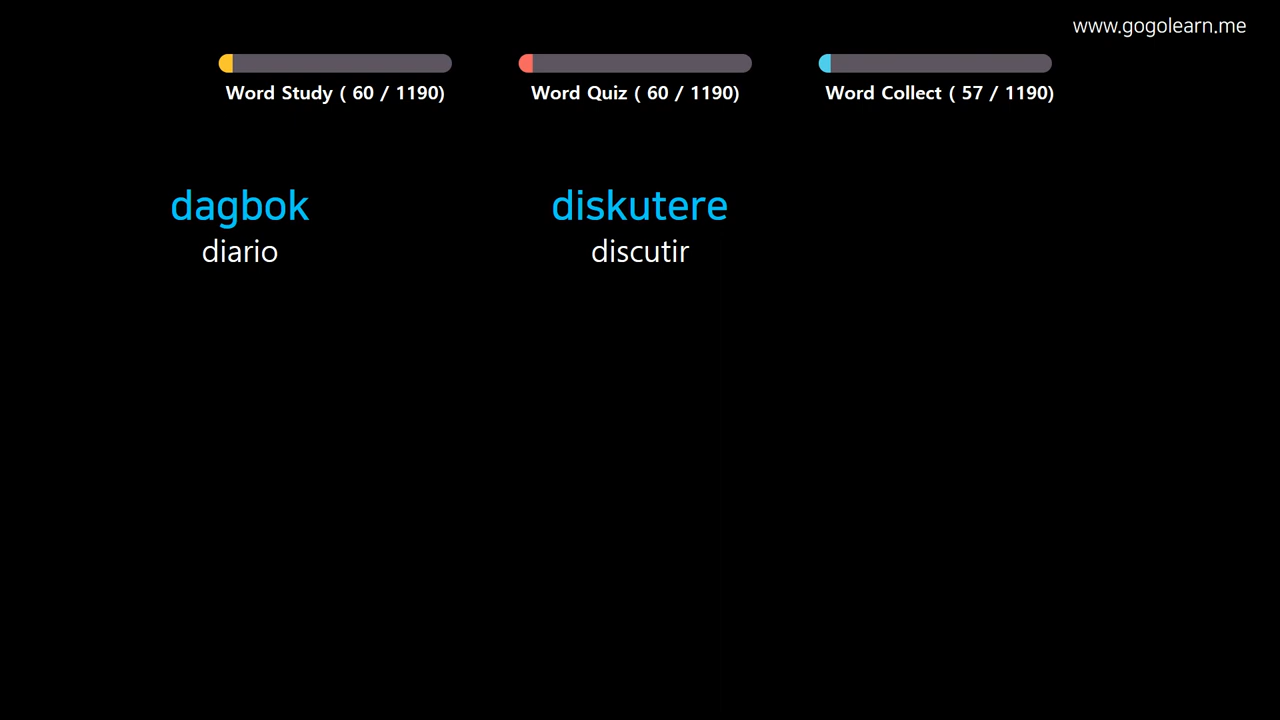 www.gogolearn.me
Word Study ( 60 / 1190)
Word Quiz ( 60 / 1190)
Word Collect ( 57 / 1190)
dagbok
diario
diskutere
discutir